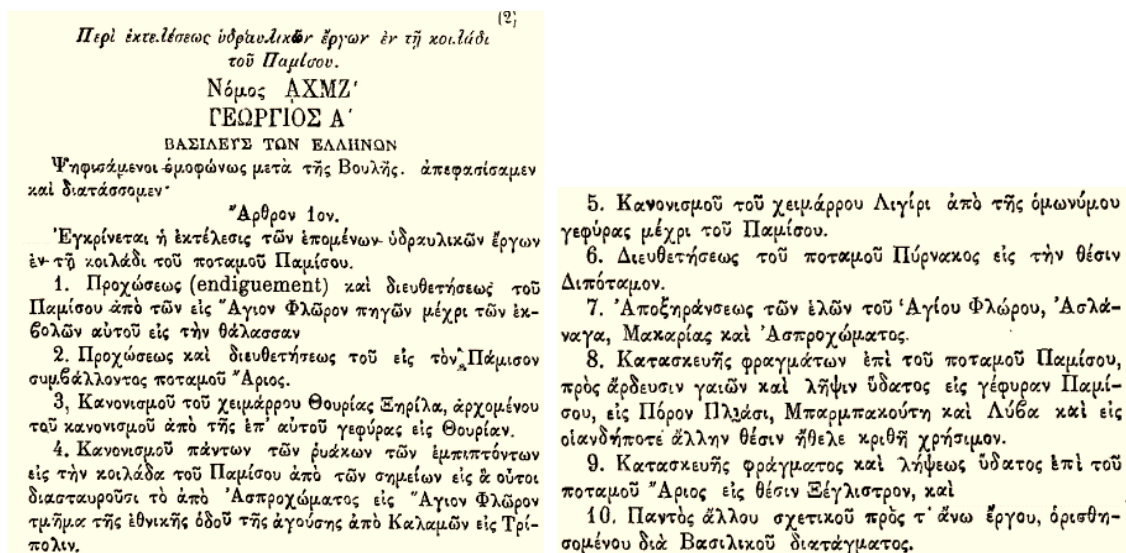 (2)
Περὶ ἐκτελέσεως ὑδραυλικῶν ἔργων ἐν τῇ κοιλάδι
τοῦ Παμίσου.
Νόμος ΑΧΜΖʹ
ΓΕΩΡΓΙΟΣ Αʹ
ΒΑΣΙΛΕΥΣ ΤΩΝ ΕΛΛΗΝΩΝ
Ψηφισάμενοι ὁμοφώνως μετὰ τῆς Βουλῆς. ἀπεφασίσαμεν
καὶ διατάσσομεν·
Ἄρθρον 1ον.
Ἐγκρίνεται ἡ ἐκτέλεσις τῶν ἑπομένων ὑδραυλικῶν ἔργων
ἐν τῇ κοιλάδι τοῦ ποταμοῦ Παμίσου.
1. Προχώσεως (endiguement) καὶ διευθετήσεως τοῦ
Παμίσου ἀπὸ τῶν εἰς Ἅγιον Φλῶρον πηγῶν μέχρι τῶν ἐκ-
βολῶν αὐτοῦ εἰς τὴν θάλασσαν
2. Προχώσεως καὶ διευθετήσεως τοῦ εἰς τὸν Πάμισον
συμβάλλοντος ποταμοῦ Ἄριος.
3, Κανονισμοῦ τοῦ χειμάρρου Θουρίας Ξηρίλα, ἀρχομένου
τοῦ κανονισμοῦ ἀπὸ τῆς ἐπ' αὐτοῦ γεφύρας εἰς Θουρίαν.
4. Κανονισμοῦ πάντων τῶν ῥυάκων τῶν ἐμπιπτόντων
εἰς τὴν κοιλάδα τοῦ Παμίσου ἀπὸ τῶν σημείων εἰς ἃ οὗτοι
διασταυροῦσι τὸ ἀπὸ Ἀσπροχώματος εἰς Ἅγιον Φλῶρον
τμῆμα τῆς ἐθνικῆς ὁδοῦ τῆς ἀγούσης ἀπὸ Καλαμῶν εἰς Τρί-
πολιν.
5. Κανονισμοῦ τοῦ χειμάρρου Λιγίρι ἀπὸ τῆς ὁμωνύμου
γεφύρας μέχρι τοῦ Παμίσου.
6. Διευθετήσεως τοῦ ποταμοῦ Πύρνακος εἰς τὴν θέσιν
Διπόταμον.
7. Ἀποξηράνσεως τῶν ἑλῶν τοῦ Ἁγίου Φλώρου, Ἀσλά-
ναγα, Μακαρίας καὶ Ἀσπροχώματος.
8. Κατασκευῆς φραγμάτων ἐπὶ τοῦ ποταμοῦ Παμίσου,
πρὸς ἄρδευσιν γαιῶν καὶ λῆψιν ὕδατος εἰς γέφυραν Παμί-
σου, εἰς Πόρον Πλάσι, Μπαρμπακούτη καὶ Λύβα καὶ εἰς
οἱανδήποτε ἄλλην θέσιν ἤθελε κριθῆ χρήσιμον.
9. Κατασκευῆς φράγματος καὶ λήψεως ὕδατος ἐπὶ τοῦ
ποταμοῦ Ἄριος εἰς θέσιν Ξέγλιστρον, καὶ
10. Παντὸς ἄλλου σχετικοῦ πρὸς τ' ἄνω ἔργου, ὁρισθη-
σομένου διὰ Βασιλικοῦ διατάγματος.